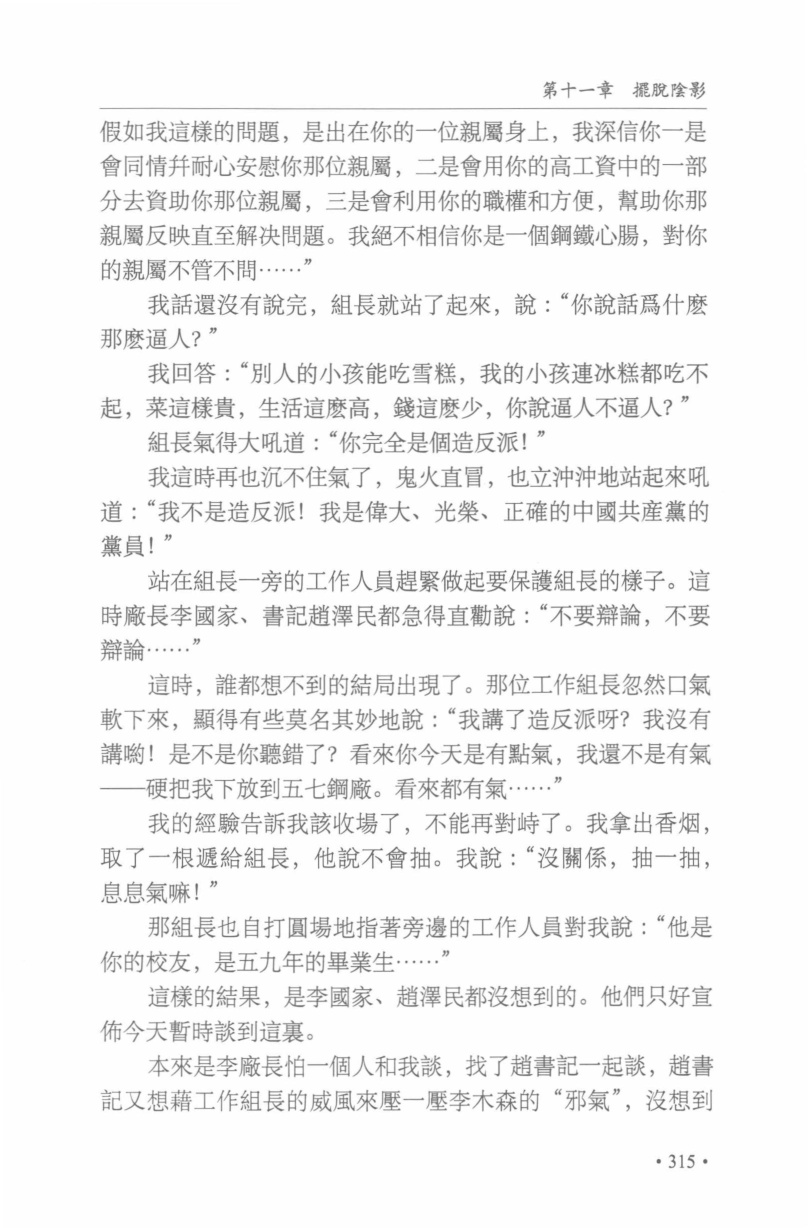 第十一章　擺脫陰影
假如我這樣的問題，是出在你的一位親屬身上，我深信你一是
會同情幷耐心安慰你那位親屬，二是會用你的高工資中的一部
分去資助你那位親屬，三是會利用你的職權和方便，幫助你那
親屬反映直至解決問題。我絕不相信你是一個鋼鐵心腸，對你
的親屬不管不問……”
我話還沒有說完，組長就站了起來，說：“你說話爲什麽
那麽逼人？”
我回答：“別人的小孩能吃雪糕，我的小孩連冰糕都吃不
起，菜這樣貴，生活這麽高，錢這麽少，你說逼人不逼人？”
組長氣得大吼道：“你完全是個造反派！”
我這時再也沉不住氣了，鬼火直冒，也立沖沖地站起來吼
道：“我不是造反派！我是偉大、光榮、正確的中國共産黨的
黨員！”
站在組長一旁的工作人員趕緊做起要保護組長的樣子。這
時廠長李國家、書記趙澤民都急得直勸說：“不要辯論，不要
辯論……”
這時，誰都想不到的結局出現了。那位工作組長忽然口氣
軟下來，顯得有些莫名其妙地說：“我講了造反派呀？我沒有
講喲！是不是你聽錯了？看來你今天是有點氣，我還不是有氣
——硬把我下放到五七鋼廠。看來都有氣……”
我的經驗告訴我該收場了，不能再對峙了。我拿出香烟，
取了一根遞給組長，他說不會抽。我說：“沒關係，抽一抽，
息息氣嘛！”
那組長也自打圓場地指著旁邊的工作人員對我說：“他是
你的校友，是五九年的畢業生……”
這樣的結果，是李國家、趙澤民都沒想到的。他們只好宣
佈今天暫時談到這裏。
本來是李廠長怕一個人和我談，找了趙書記一起談，趙書
記又想藉工作組長的威風來壓一壓李木森的“邪氣”，沒想到
• 315 •